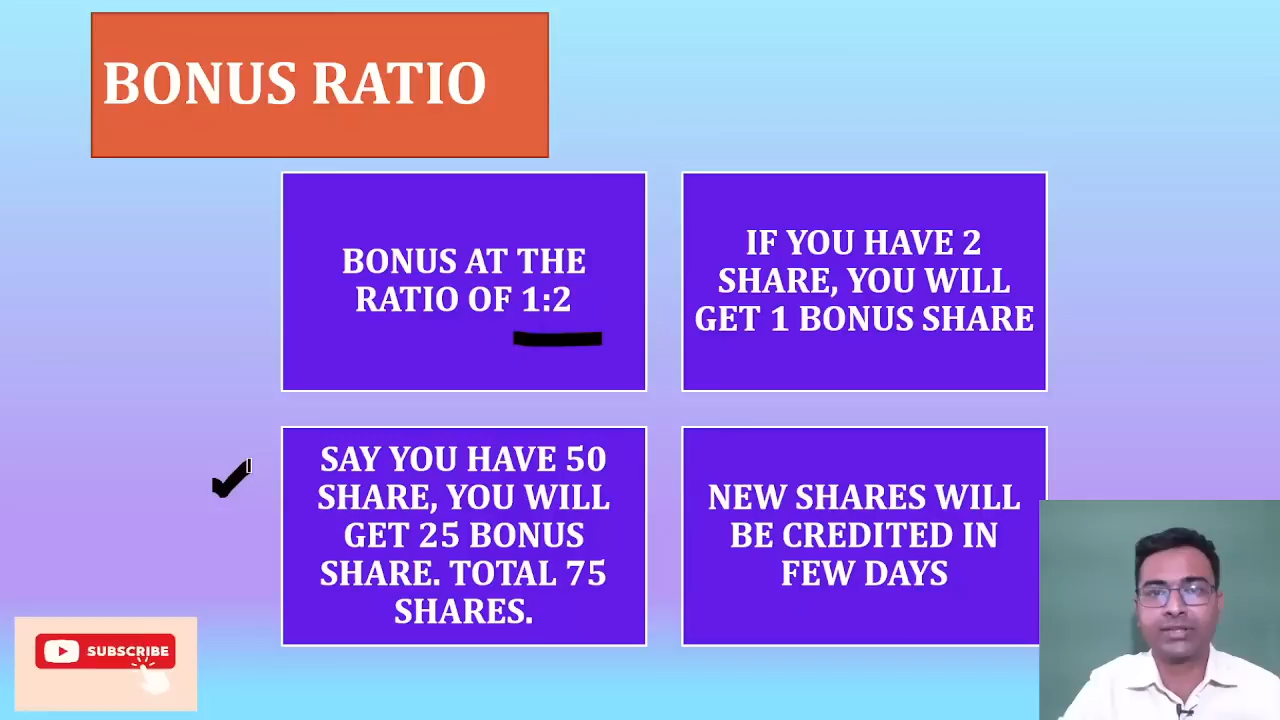 BONUS RATIO
BONUS AT THE
RATIO OF 1:2
IF YOU HAVE 2
SHARE, YOU WILL
GET 1 BONUS SHARE
SAY YOU HAVE 50
SHARE, YOU WILL
GET 25 BONUS
SHARE. TOTAL 75
SHARES.
NEW SHARES WILL
BE CREDITED IN
FEW DAYS
SUBSCRIBE